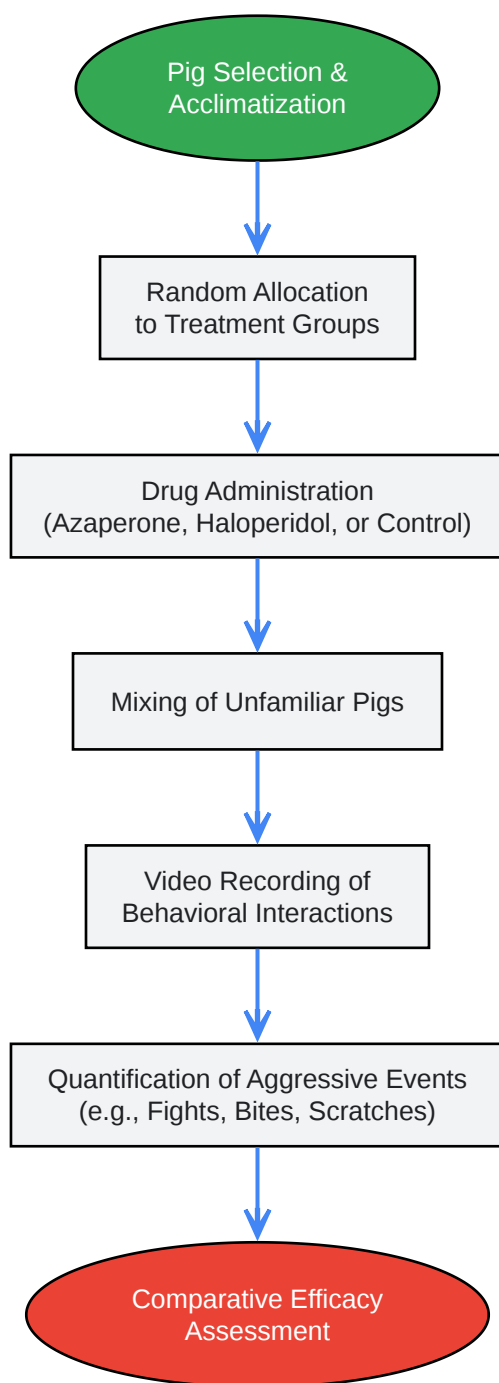 Pig Selection &
Acclimatization
Random Allocation
to Treatment Groups
Drug Administration
(Azaperone, Haloperidol, or Control)
Mixing of Unfamiliar Pigs
Video Recording of
Behavioral Interactions
Quantification of Aggressive Events
(e.g., Fights, Bites, Scratches)
Comparative Efficacy
Assessment